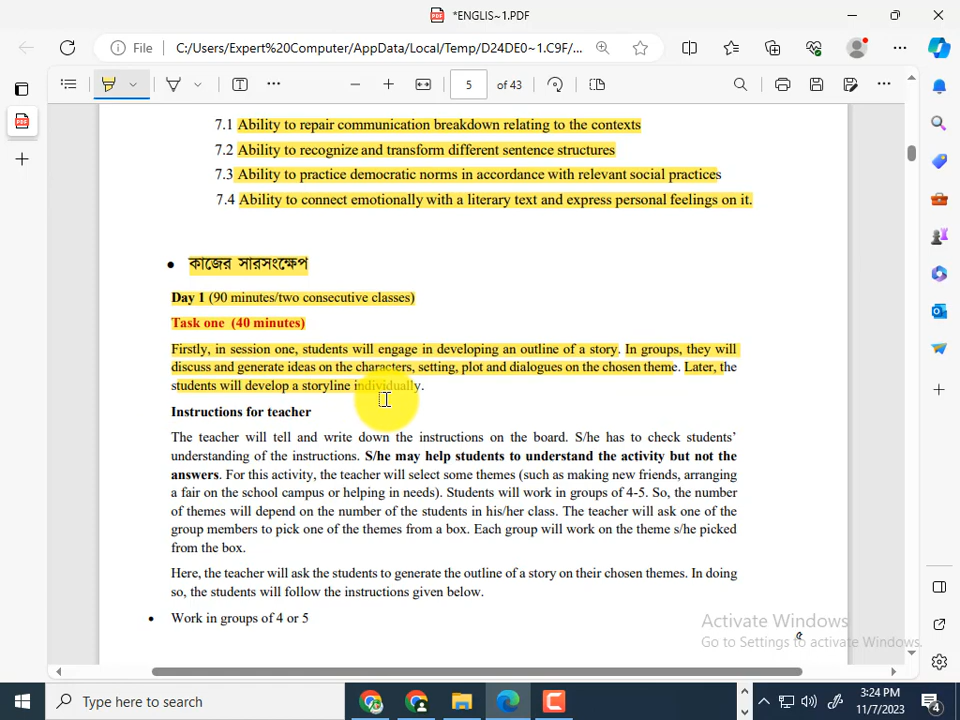 *ENGLIS~1.PDF
File
C:/Users/Expert%20Computer/AppData/Local/Temp/D24DE0~1.C9F/...
5 of 43
7.1 Ability to repair communication breakdown relating to the contexts
7.2 Ability to recognize and transform different sentence structures
7.3 Ability to practice democratic norms in accordance with relevant social practices
7.4 Ability to connect emotionally with a literary text and express personal feelings on it.
• কাজের সারসংক্ষেপ
Day 1 (90 minutes/two consecutive classes)
Task one (40 minutes)
Firstly, in session one, students will engage in developing an outline of a story. In groups, they will
discuss and generate ideas on the characters, setting, plot and dialogues on the chosen theme. Later, the
students will develop a storyline individually.
Instructions for teacher
The teacher will tell and write down the instructions on the board. S/he has to check students'
understanding of the instructions. S/he may help students to understand the activity but not the
answers. For this activity, the teacher will select some themes (such as making new friends, arranging
a fair on the school campus or helping in needs). Students will work in groups of 4-5. So, the number
of themes will depend on the number of the students in his/her class. The teacher will ask one of the
group members to pick one of the themes from a box. Each group will work on the theme s/he picked
from the box.
Here, the teacher will ask the students to generate the outline of a story on their chosen themes. In doing
so, the students will follow the instructions given below.
• Work in groups of 4 or 5
Activate Windows
Go to Settings to activate Windows.
Type here to search
3:24 PM
11/7/2023
4